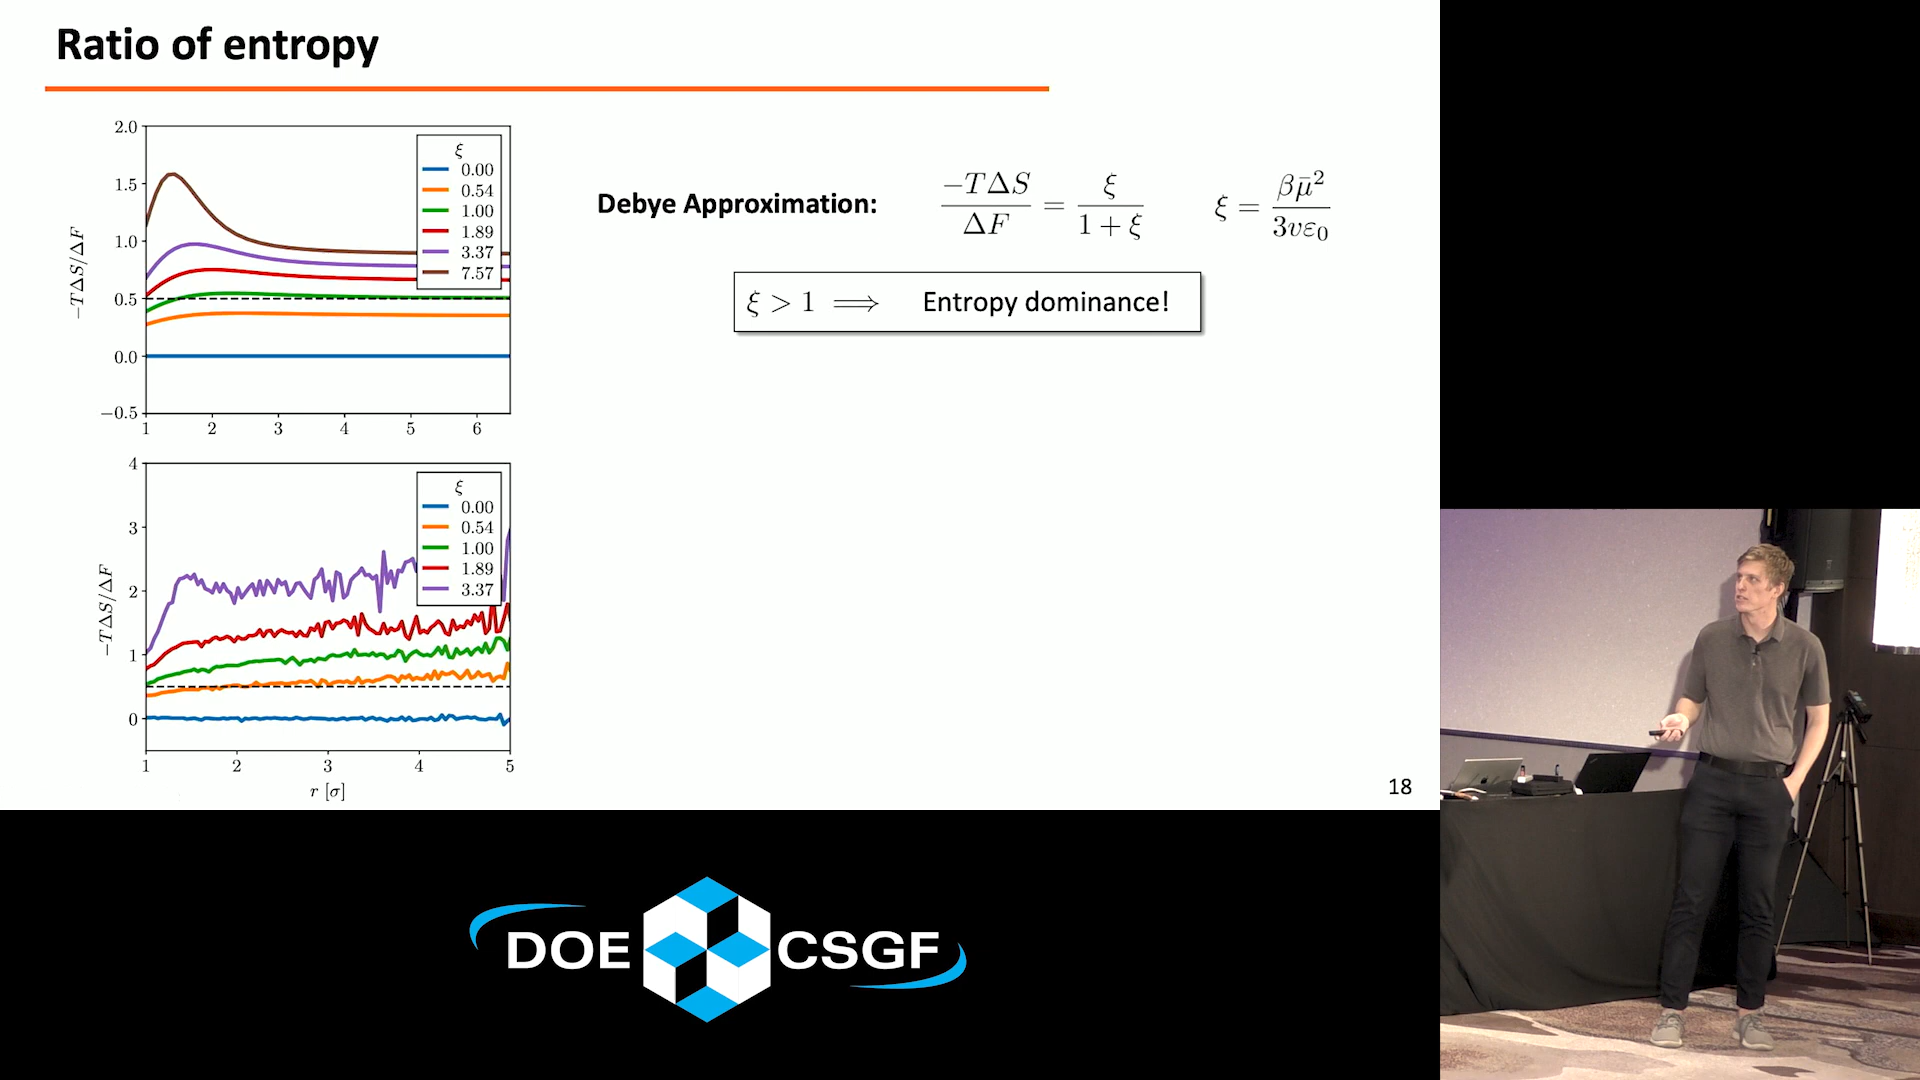 Ratio of entropy
2.0
1.5
1.0
0.5
0.0
−0.5
−TΔS/ΔF
ξ
0.00
0.54
1.00
1.89
3.37
7.57
1 2 3 4 5 6
Debye Approximation:
−TΔS/ΔF = ξ/(1 + ξ)
ξ = βμ̄²/3vε₀
ξ > 1 ⟹ Entropy dominance!
4
3
2
1
0
−TΔS/ΔF
ξ
0.00
0.54
1.00
1.89
3.37
1 2 3 4 5
r [σ]
18
DOE CSGF